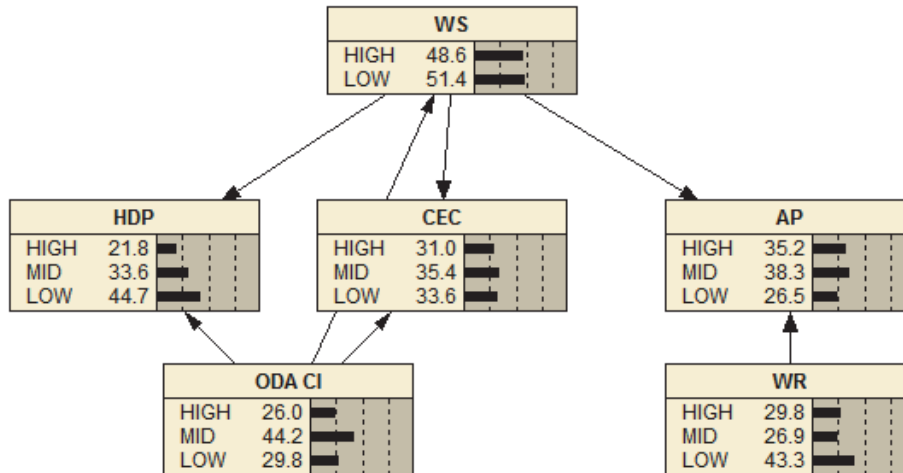 WS
HIGH 48.6
LOW 51.4
HDP
HIGH 21.8
MID 33.6
LOW 44.7
CEC
HIGH 31.0
MID 35.4
LOW 33.6
AP
HIGH 35.2
MID 38.3
LOW 26.5
ODA CI
HIGH 26.0
MID 44.2
LOW 29.8
WR
HIGH 29.8
MID 26.9
LOW 43.3